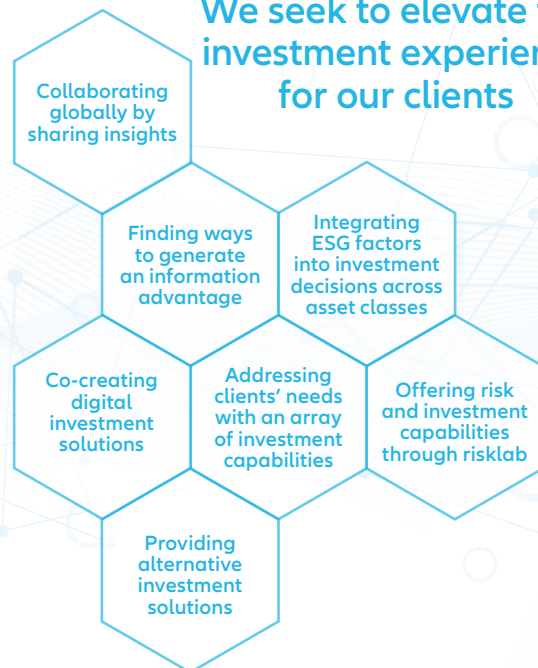 We seek to elevate
investment
for our clients
Collaborating
globally by
sharing insights
Finding ways
to generate
an information
advantage
Integrating
ESG factors
into investment
decisions across
asset classes
Co-creating
digital
investment
solutions
Addressing
clients’ needs
with an array
of investment
capabilities
Offering risk
and investment
capabilities
through risklab
Providing
alternative
investment
solutions